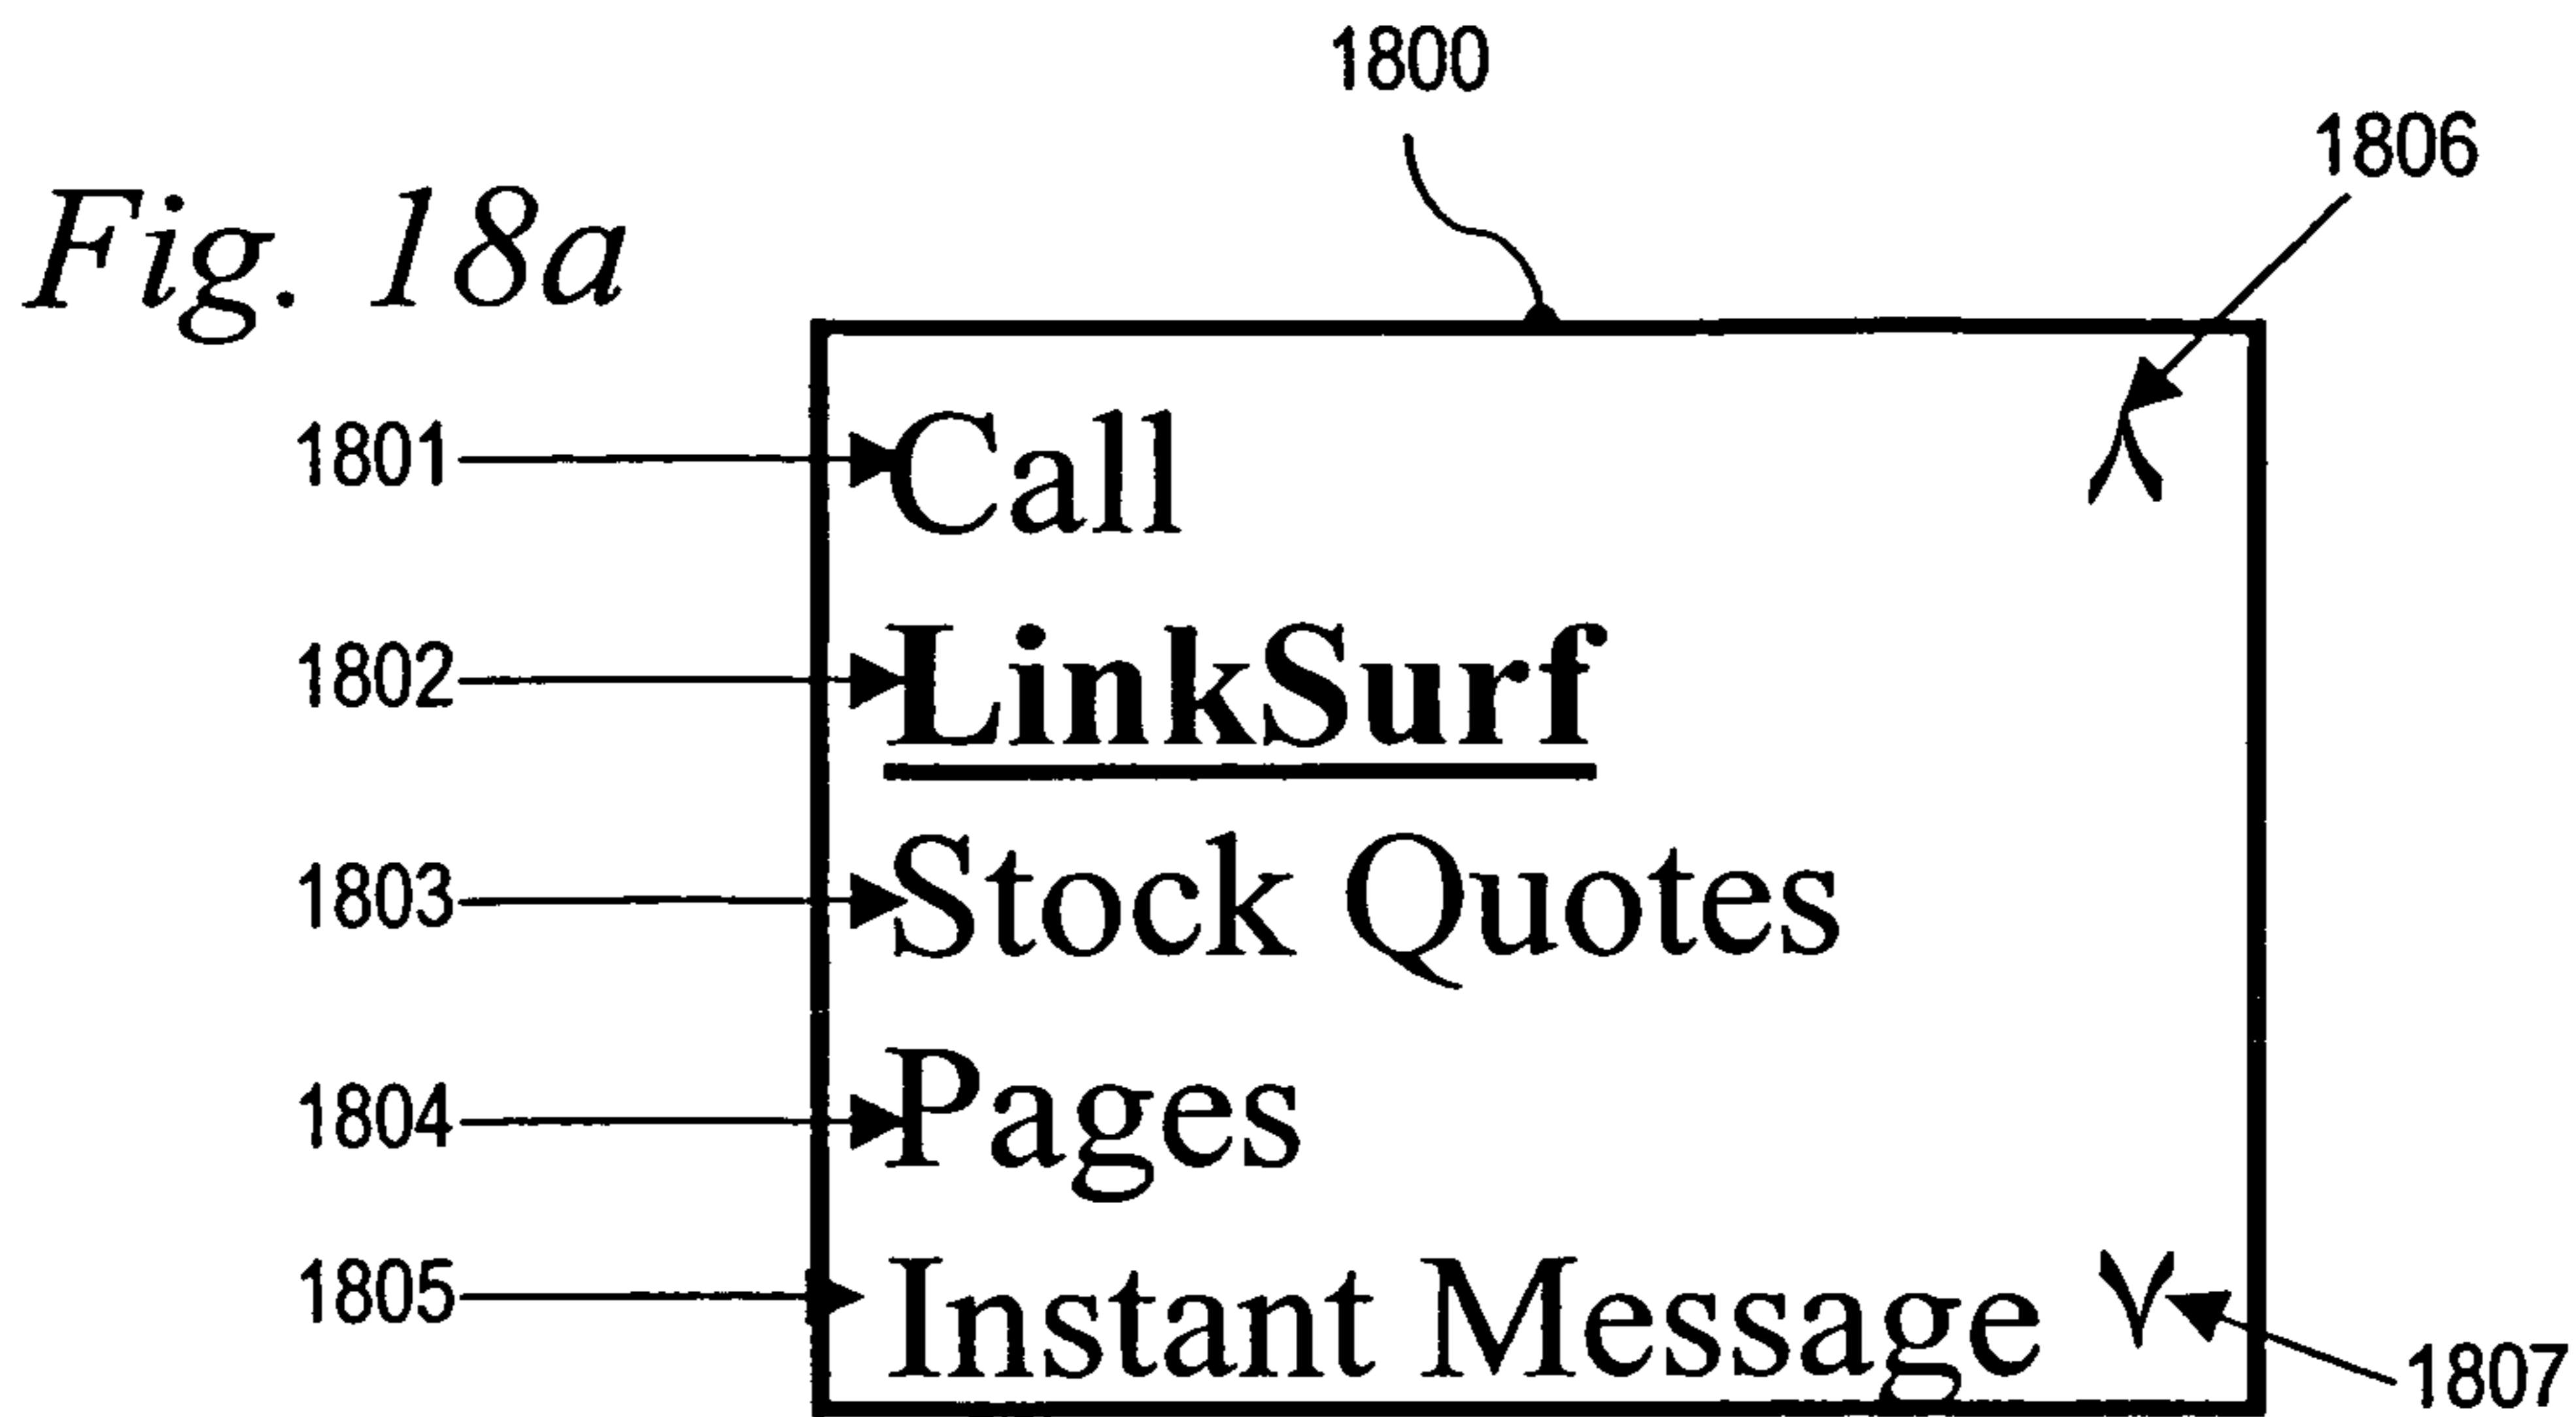 1800
1806
Fig. 18a
1801 Call
1802 LinkSurf
1803 Stock Quotes
1804 Pages
1805 Instant Message
1807